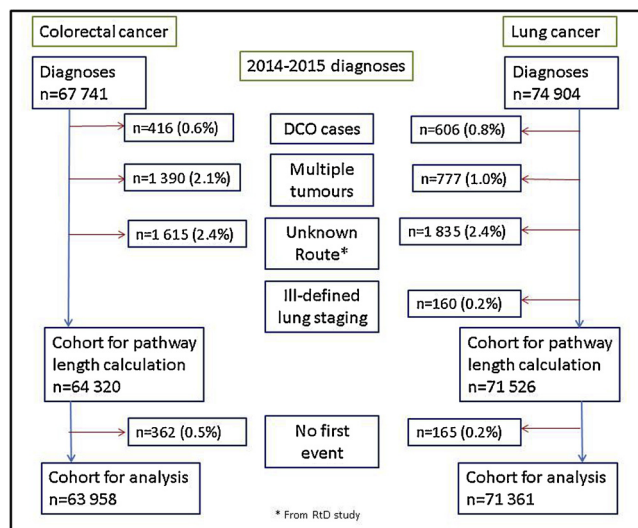 Colorectal cancer
Lung cancer
2014-2015 diagnoses
Diagnoses
n=67 741
Diagnoses
n=74 904
n=416 (0.6%)
DCO cases
n=606 (0.8%)
n=1 390 (2.1%)
Multiple
tumours
n=777 (1.0%)
n=1 615 (2.4%)
Unknown
Route*
n=1 835 (2.4%)
Ill-defined
lung staging
n=160 (0.2%)
Cohort for pathway
length calculation
n=64 320
Cohort for pathway
length calculation
n=71 526
n=362 (0.5%)
No first
event
n=165 (0.2%)
Cohort for analysis
n=63 958
Cohort for analysis
n=71 361
* From RtD study